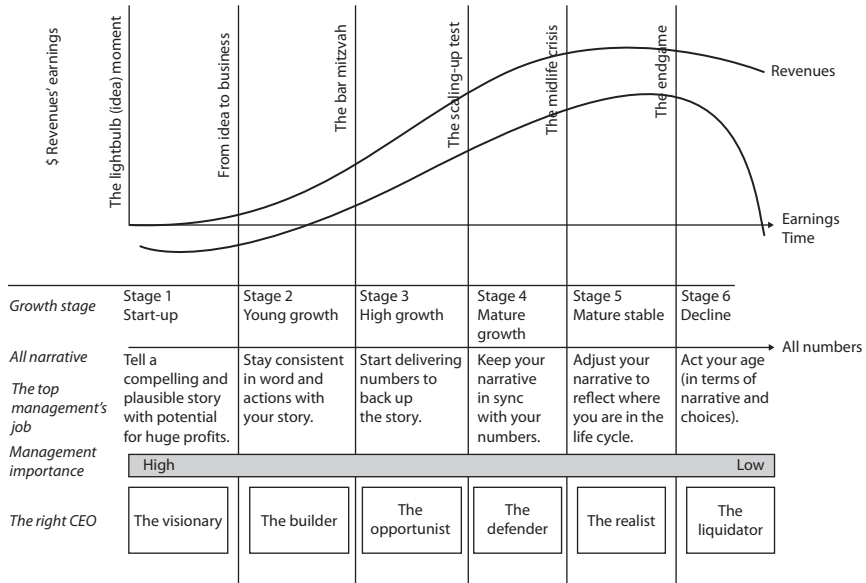 $ Revenues' earnings
The lightbulb (idea) moment
From idea to business
The bar mitzvah
The scaling-up test
The midlife crisis
The endgame
Revenues
Earnings
Time
Growth stage
Stage 1
Start-up
Stage 2
Young growth
Stage 3
High growth
Stage 4
Mature
growth
Stage 5
Mature stable
Stage 6
Decline
All narrative
All numbers
The top
management's
job
Tell a
compelling and
plausible story
with potential
for huge profits.
Stay consistent
in word and
actions with
your story.
Start delivering
numbers to
back up
the story.
Keep your
narrative
in sync
with your
numbers.
Adjust your
narrative to
reflect where
you are in the
life cycle.
Act your age
(in terms of
narrative and
choices).
Management
importance
High
Low
The right CEO
The visionary
The builder
The
opportunist
The
defender
The realist
The
liquidator